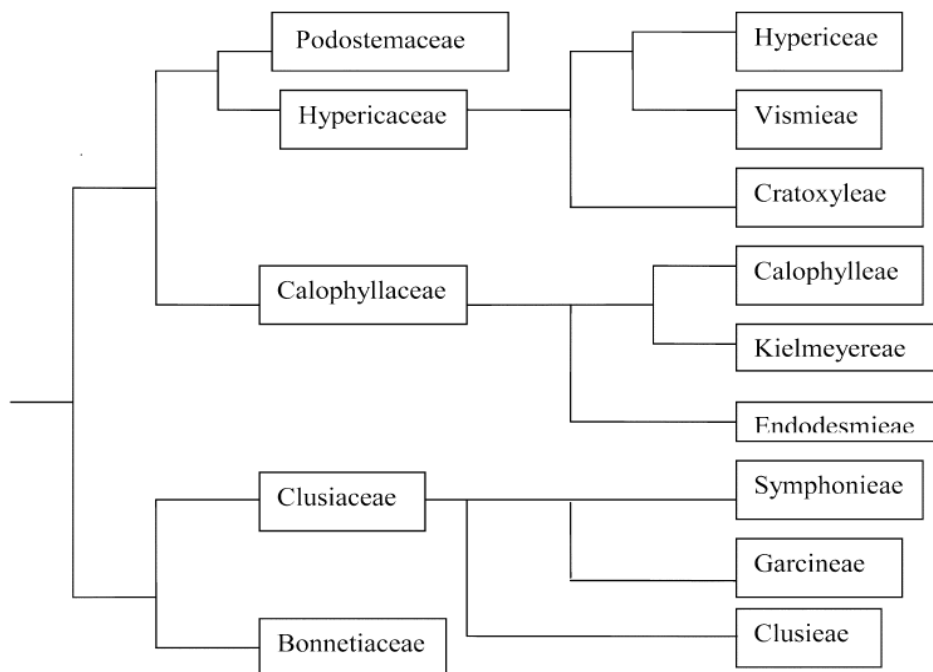 Podostemaceae
Hypericeae
Hypericaceae
Vismieae
Cratoxyleae
Calophyllaceae
Calophylleae
Kielmeyereae
Endodesmieae
Clusiaceae
Symphonieae
Garcineae
Clusieae
Bonnetiaceae